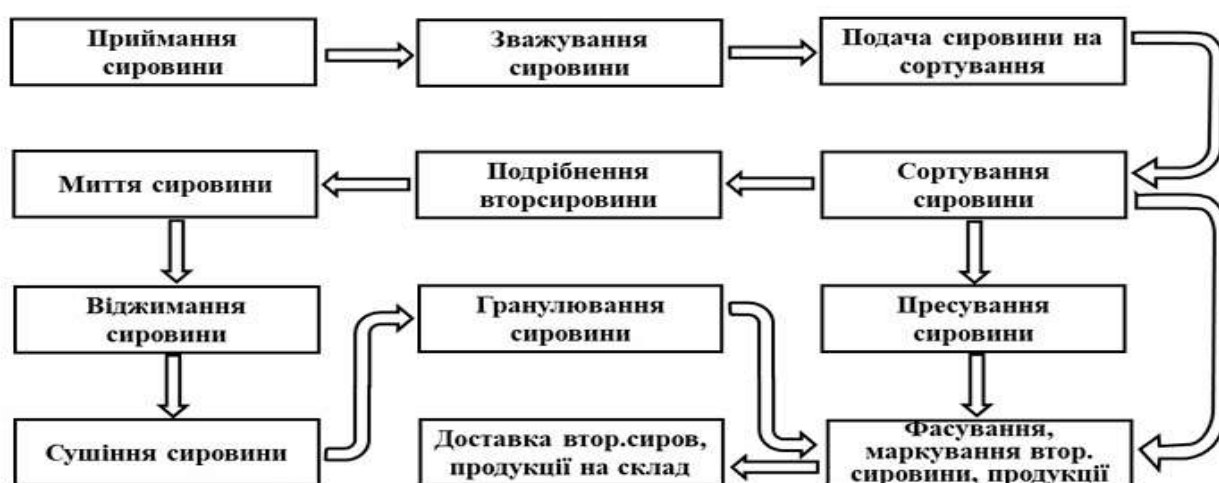 Приймання
сировини
Зважування
сировини
Подача сировини на
сортування
Миття сировини
Подрібнення
вторсировини
Сортування
сировини
Віджимання
сировини
Гранулювання
сировини
Пресування
сировини
Сушіння сировини
Доставка втор.сиров,
продукції на склад
Фасування,
маркування втор.
сировини, продукції